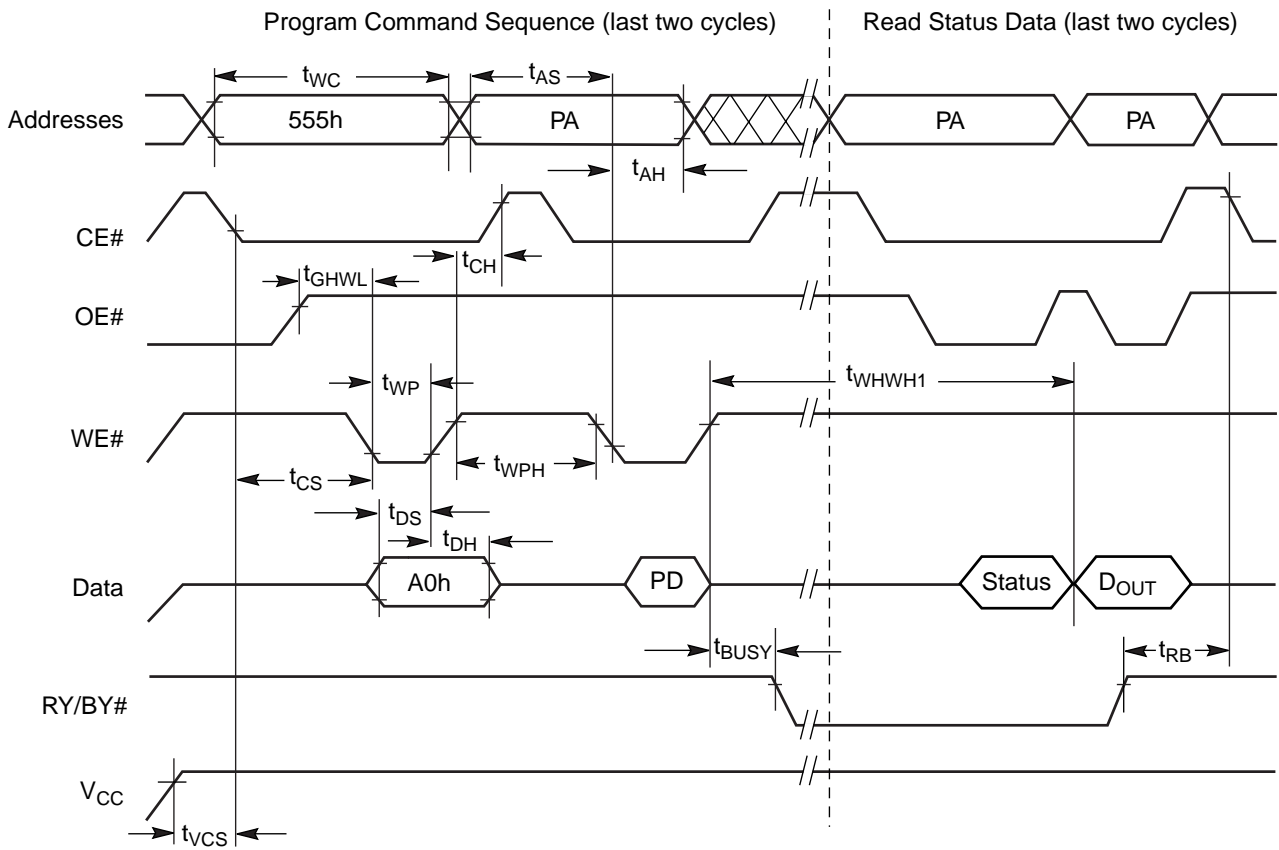 Program Command Sequence (last two cycles) Read Status Data (last two cycles)
tWC tAS
Addresses 555h PA PA PA
tAH
CE#
tCH
tGHWL
OE#
tWP tWHWH1
WE#
tCS tWPH
tDS
tDH
Data A0h PD Status DOUT
tBUSY tRB
RY/BY#
VCC
tVCS